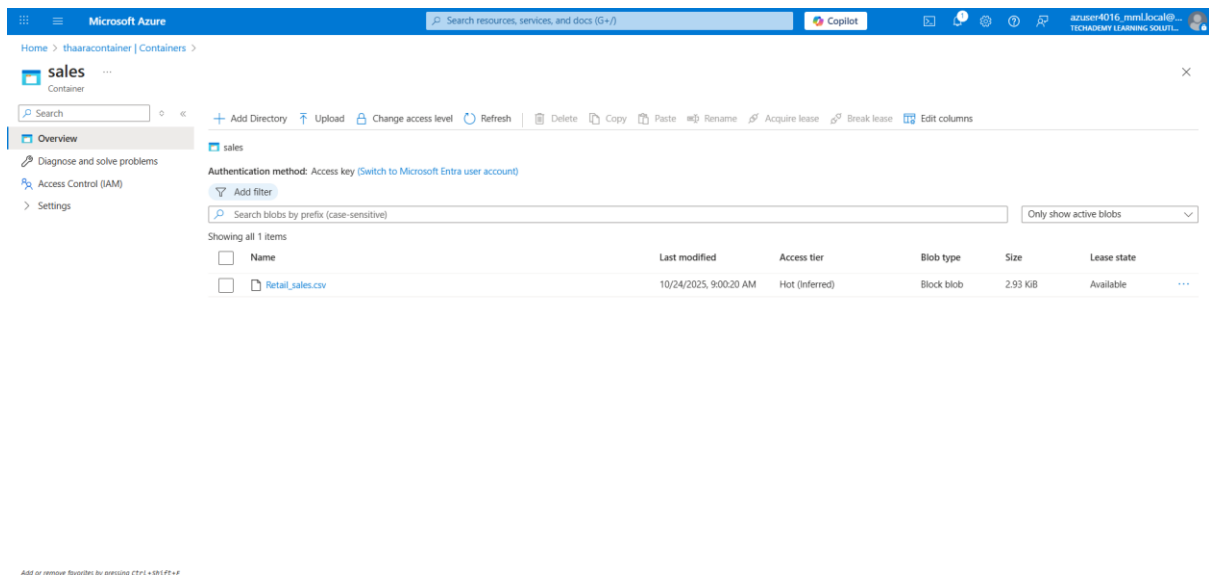 Microsoft Azure
Search resources, services, and docs (G+/)
Copilot
1
azuser4016_mml.local@...
TECHADEMY LEARNING SOLUTI...
Home > thaaracontainer | Containers >
sales ...
Container
Search
Add Directory Upload Change access level Refresh Delete Copy Paste Rename Acquire lease Break lease Edit columns
Overview
Diagnose and solve problems
Access Control (IAM)
Settings
sales
Authentication method: Access key (Switch to Microsoft Entra user account)
Add filter
Search blobs by prefix (case-sensitive)
Only show active blobs
Showing all 1 items
Name Last modified Access tier Blob type Size Lease state
Retail_sales.csv 10/24/2025, 9:00:20 AM Hot (Inferred) Block blob 2.93 KiB Available ...
Add or remove favorites by pressing Ctrl+Shift+F